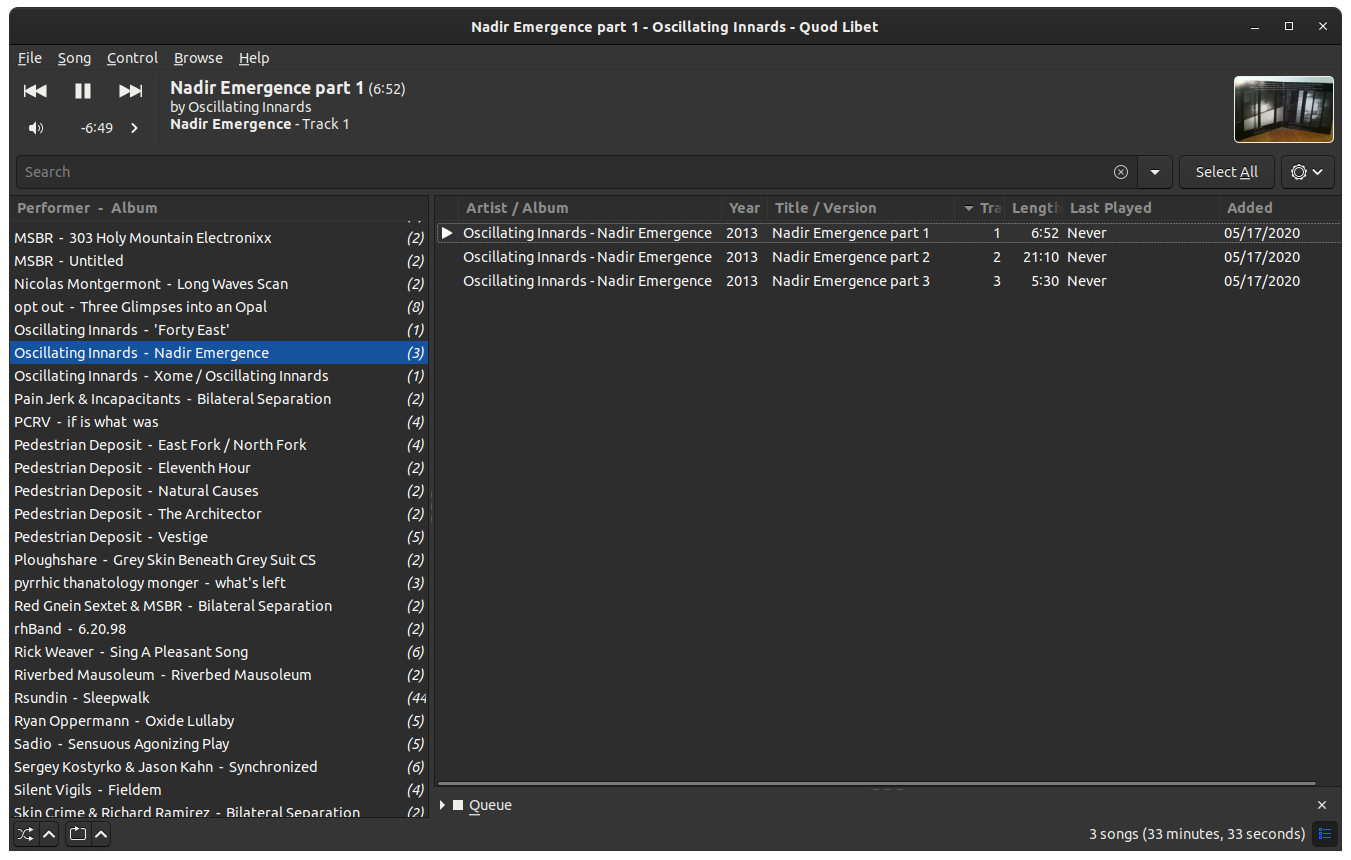 Nadir Emergence part 1 - Oscillating Innards - Quod Libet
File Song Control Browse Help
Nadir Emergence part 1 (6:52)
by Oscillating Innards
Nadir Emergence - Track 1
-6:49
Search
Select All
Performer - Album
MSBR - 303 Holy Mountain Electronixx (2)
MSBR - Untitled (2)
Nicolas Montgermont - Long Waves Scan (2)
opt out - Three Glimpses into an Opal (8)
Oscillating Innards - 'Forty East' (1)
Oscillating Innards - Nadir Emergence (3)
Oscillating Innards - Xome / Oscillating Innards (1)
Pain Jerk & Incapacitants - Bilateral Separation (2)
PCRV - if is what was (4)
Pedestrian Deposit - East Fork / North Fork (4)
Pedestrian Deposit - Eleventh Hour (2)
Pedestrian Deposit - Natural Causes (2)
Pedestrian Deposit - The Architector (2)
Pedestrian Deposit - Vestige (5)
Ploughshare - Grey Skin Beneath Grey Suit CS (2)
pyrrhic thanatology monger - what's left (3)
Red Gnein Sextet & MSBR - Bilateral Separation (2)
rhBand - 6.20.98 (2)
Rick Weaver - Sing A Pleasant Song (6)
Riverbed Mausoleum - Riverbed Mausoleum (2)
Rsundin - Sleepwalk (44
Ryan Oppermann - Oxide Lullaby (5)
Sadio - Sensuous Agonizing Play (5)
Sergey Kostyrko & Jason Kahn - Synchronized (6)
Silent Vigils - Fieldem (4)
Skin Crime & Richard Ramirez - Bilateral Separation (2)
Artist / Album Year Title / Version Tra Length Last Played Added
Oscillating Innards - Nadir Emergence 2013 Nadir Emergence part 1 1 6:52 Never 05/17/2020
Oscillating Innards - Nadir Emergence 2013 Nadir Emergence part 2 2 21:10 Never 05/17/2020
Oscillating Innards - Nadir Emergence 2013 Nadir Emergence part 3 3 5:30 Never 05/17/2020
Queue
3 songs (33 minutes, 33 seconds)